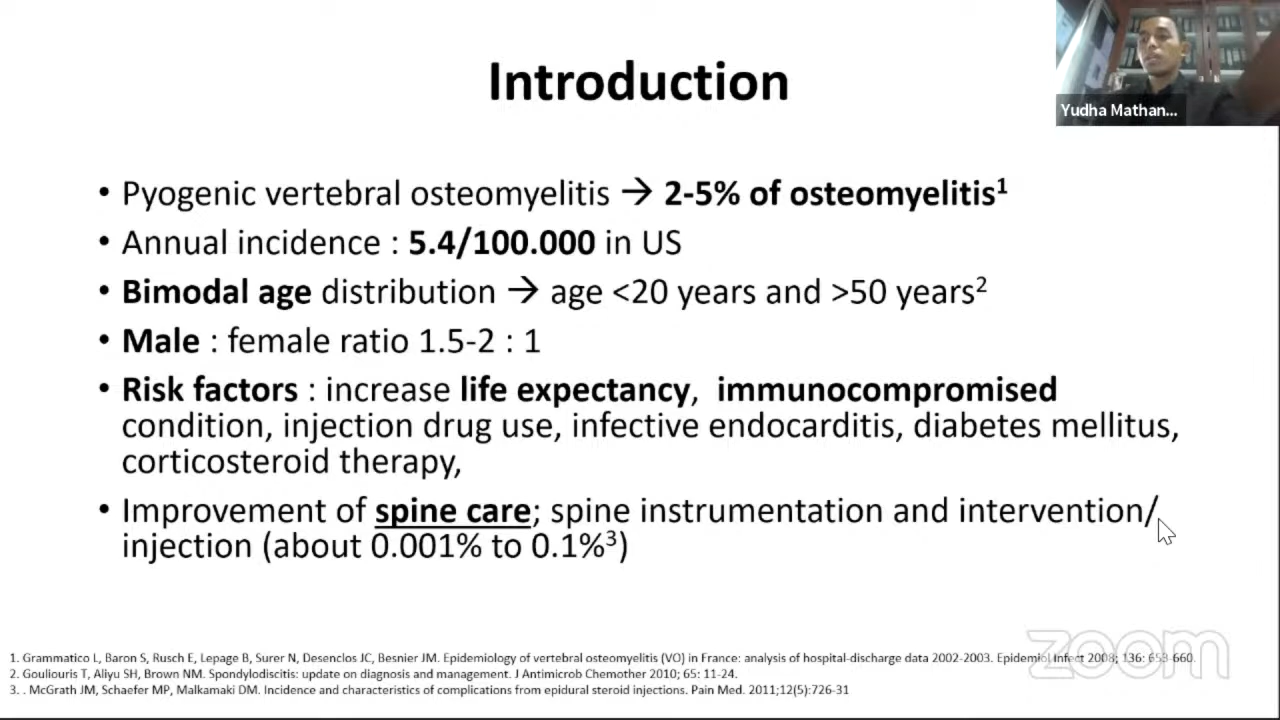 Introduction
Yudha Mathan...
• Pyogenic vertebral osteomyelitis → 2-5% of osteomyelitis¹
• Annual incidence : 5.4/100.000 in US
• Bimodal age distribution → age <20 years and >50 years²
• Male : female ratio 1.5-2 : 1
• Risk factors : increase life expectancy, immunocompromised
condition, injection drug use, infective endocarditis, diabetes mellitus,
corticosteroid therapy,
• Improvement of spine care; spine instrumentation and intervention/
injection (about 0.001% to 0.1%³)
zoom
1. Grammatico L, Baron S, Rusch E, Lepage B, Surer N, Desenclos JC, Besnier JM. Epidemiology of vertebral osteomyelitis (VO) in France: analysis of hospital-discharge data 2002-2003. Epidemiol Infect 2008; 136: 653-660.
2. Gouliouris T, Aliyu SH, Brown NM. Spondylodiscitis: update on diagnosis and management. J Antimicrob Chemother 2010; 65: 11-24.
3. . McGrath JM, Schaefer MP, Malkamaki DM. Incidence and characteristics of complications from epidural steroid injections. Pain Med. 2011;12(5):726-31